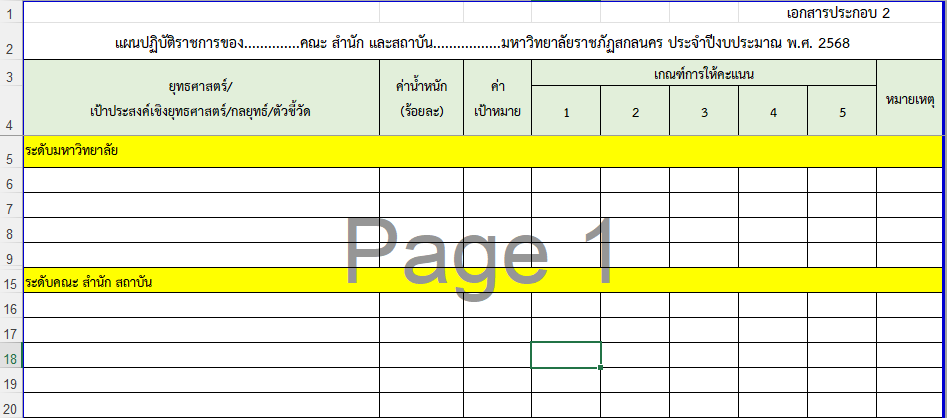 1
เอกสารประกอบ 2
2
แผนปฏิบัติราชการของ..............คณะ สำนัก และสถาบัน.................มหาวิทยาลัยราชภัฏสกลนคร ประจำปีงบประมาณ พ.ศ. 2568
3
ยุทธศาสตร์/
เป้าประสงค์เชิงยุทธศาสตร์/กลยุทธ์/ตัวชี้วัด
ค่าน้ำหนัก
(ร้อยละ)
ค่า
เป้าหมาย
เกณฑ์การให้คะแนน
หมายเหตุ
4
1 2 3 4 5
5
ระดับมหาวิทยาลัย
6
7
8
9
Page 1
15
ระดับคณะ สำนัก สถาบัน
16
17
18
19
20